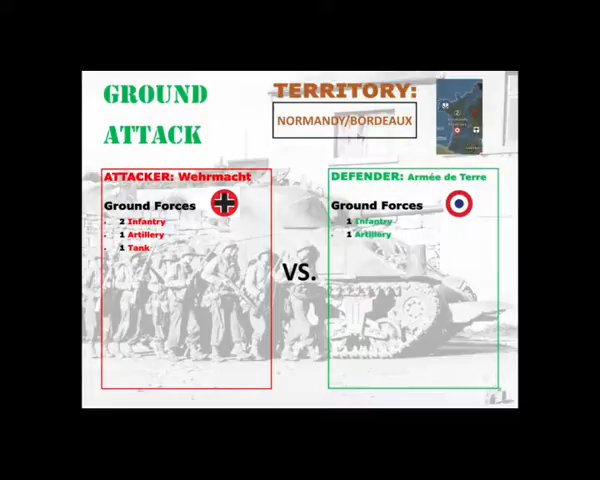 GROUND
ATTACK
TERRITORY:
NORMANDY/BORDEAUX
ATTACKER: Wehrmacht
Ground Forces
2 Infantry
1 Artillery
1 Tank
VS.
DEFENDER: Armée de Terre
Ground Forces
1 Infantry
1 Artillery